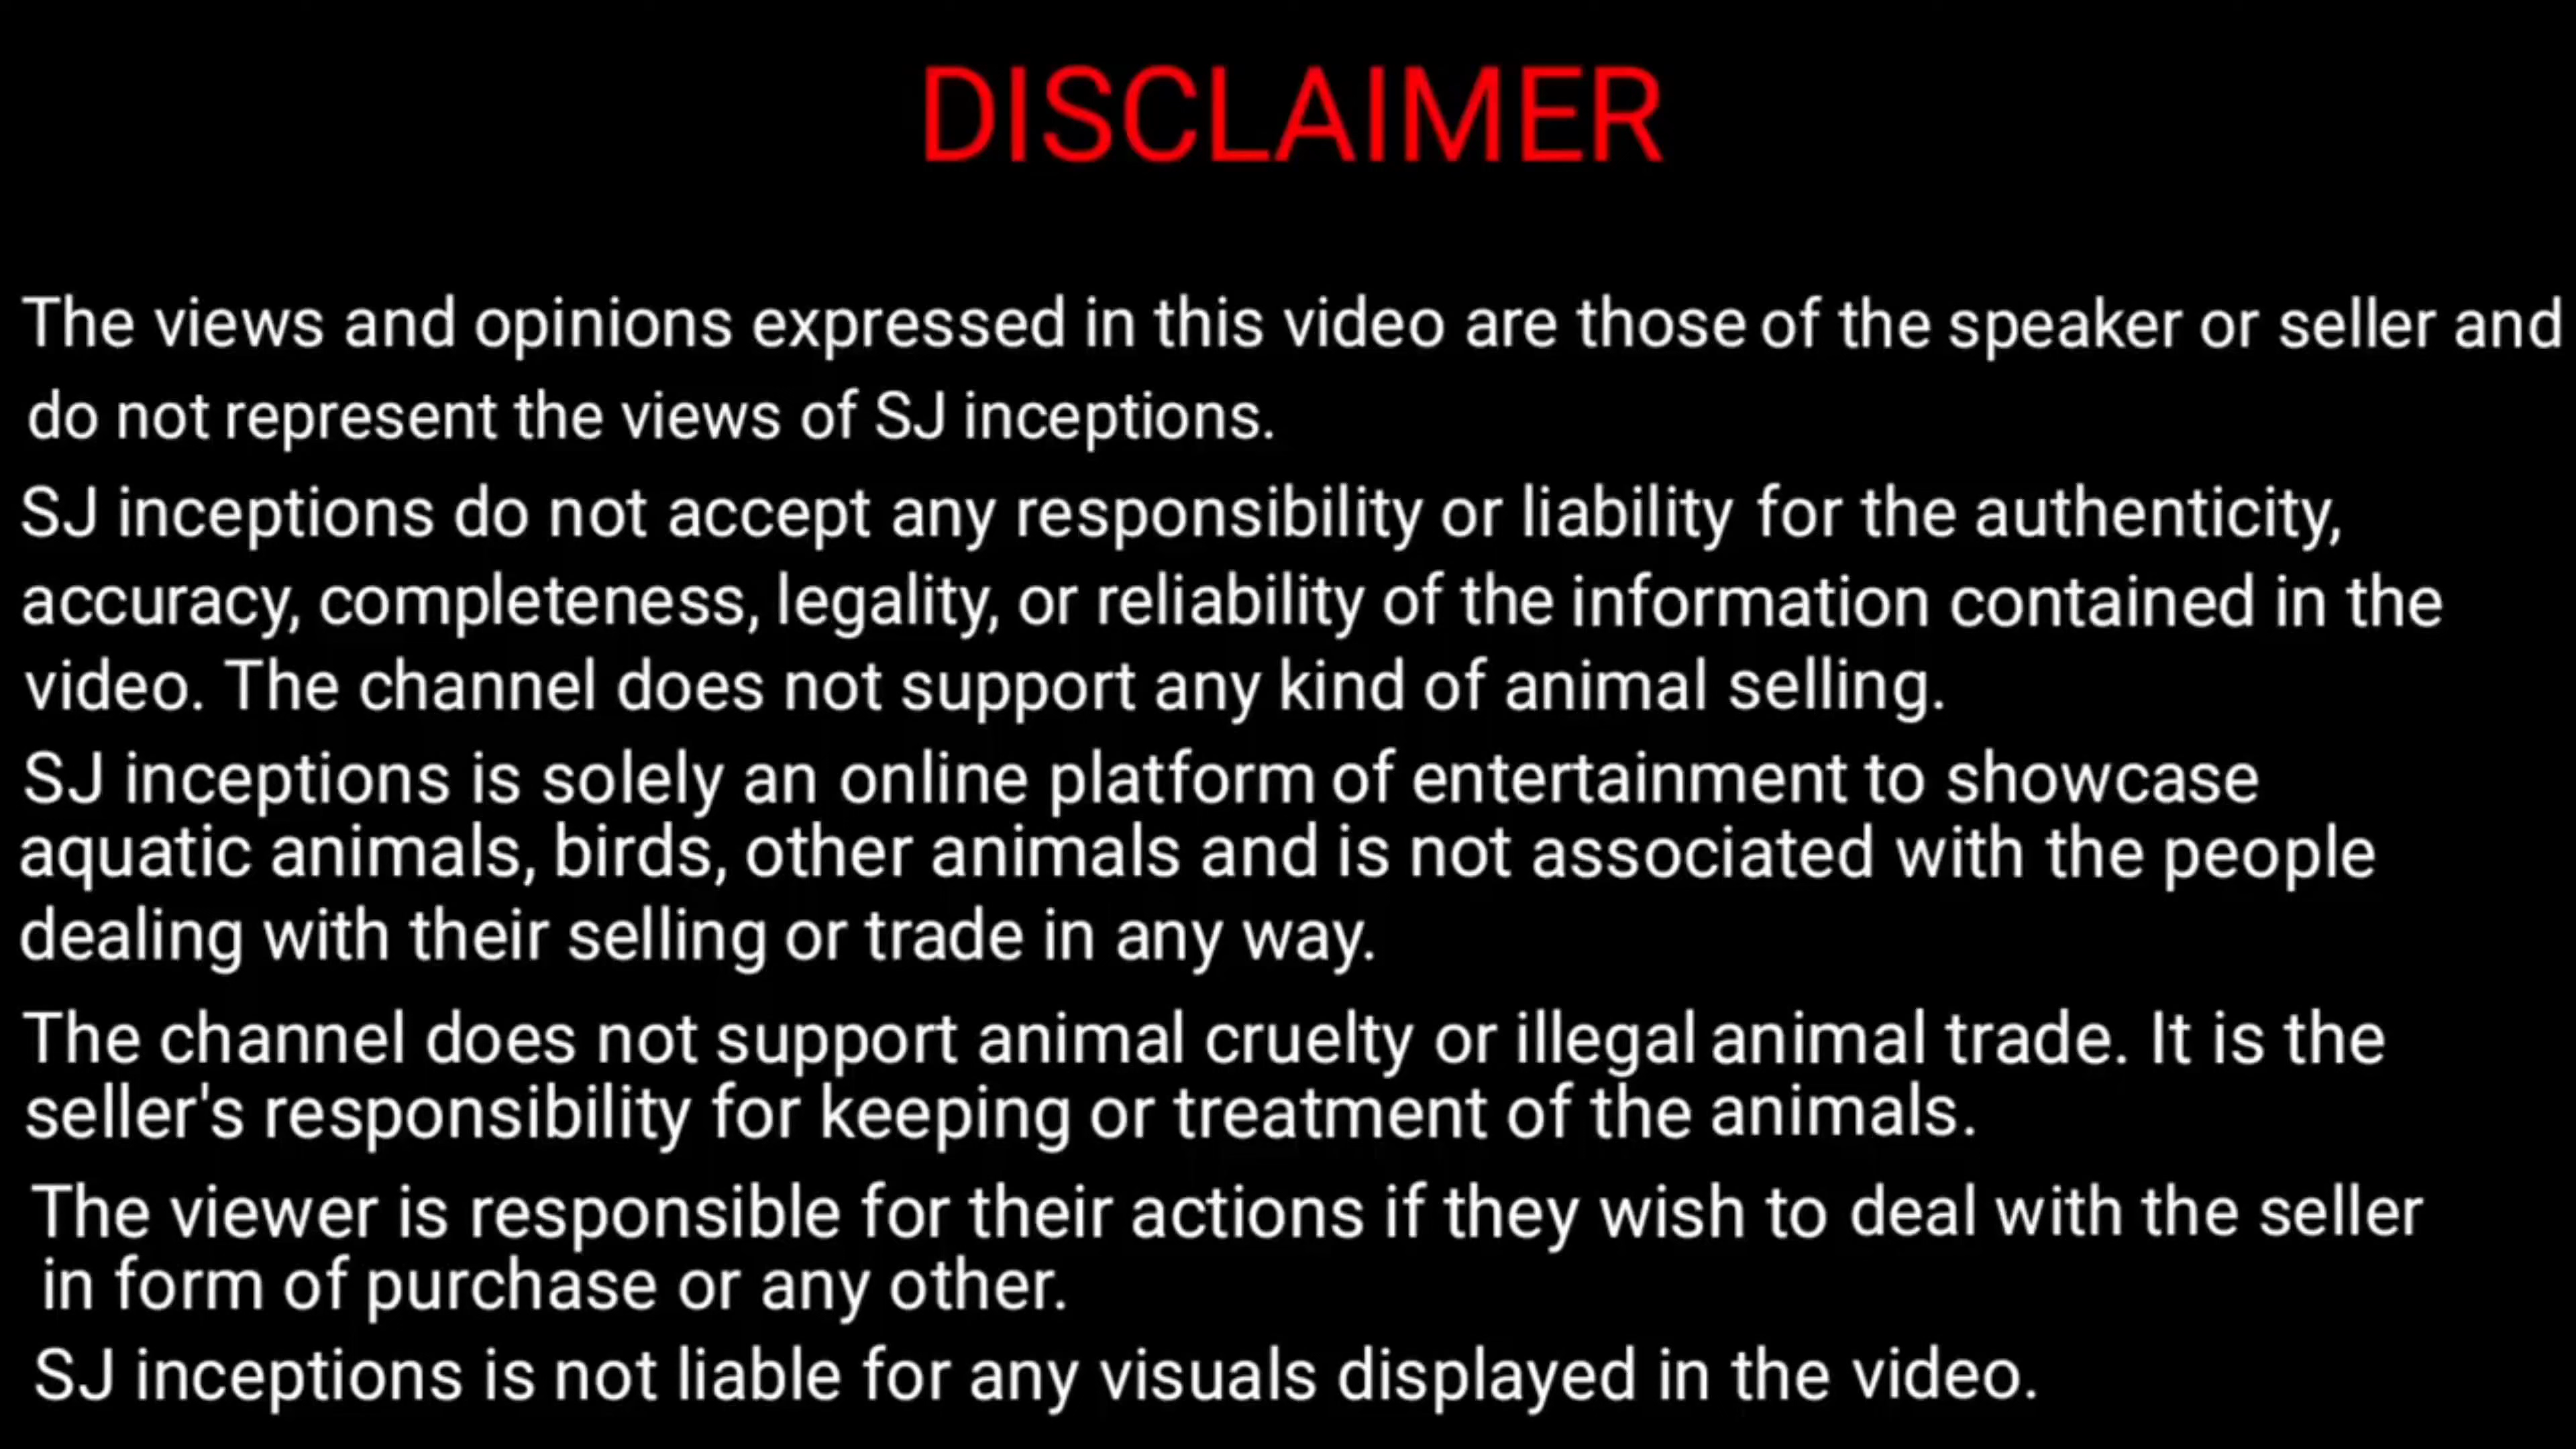 DISCLAIMER
The views and opinions expressed in this video are those of the speaker or seller and
do not represent the views of SJ inceptions.
SJ inceptions do not accept any responsibility or liability for the authenticity,
accuracy, completeness, legality, or reliability of the information contained in the
video. The channel does not support any kind of animal selling.
SJ inceptions is solely an online platform of entertainment to showcase
aquatic animals, birds, other animals and is not associated with the people
dealing with their selling or trade in any way.
The channel does not support animal cruelty or illegal animal trade. It is the
seller's responsibility for keeping or treatment of the animals.
The viewer is responsible for their actions if they wish to deal with the seller
in form of purchase or any other.
SJ inceptions is not liable for any visuals displayed in the video.